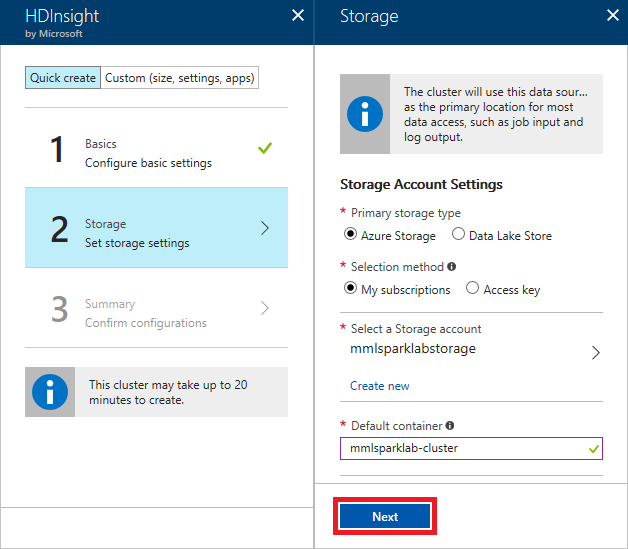 HDInsight
by Microsoft
Quick create
Custom (size, settings, apps)
1
Basics
Configure basic settings
2
Storage
Set storage settings
3
Summary
Confirm configurations
This cluster may take up to 20
minutes to create.
Storage
The cluster will use this data sour...
as the primary location for most
data access, such as job input and
log output.
Storage Account Settings
* Primary storage type
Azure Storage
Data Lake Store
* Selection method
My subscriptions
Access key
* Select a Storage account
mmlsparklabstorage
Create new
* Default container
mmlsparklab-cluster
Next